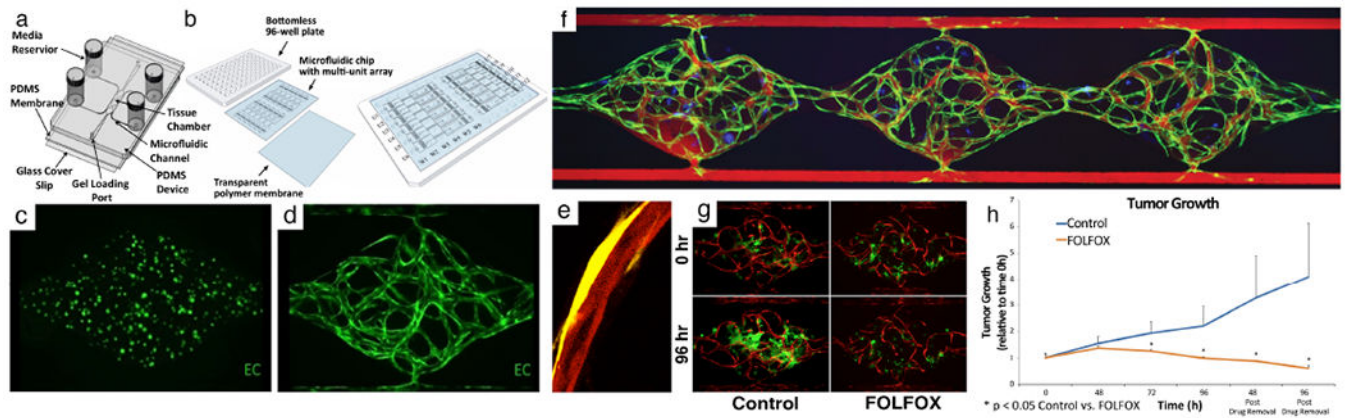 a
Media
Reservior
PDMS
Membrane
Glass Cover
Slip
Gel Loading
Port
Tissue
Chamber
Microfluidic
Channel
PDMS
Device
b
Bottomless
96-well plate
Microfluidic chip
with multi-unit array
Transparent
polymer membrane
c
EC
d
EC
e
f
g
0 hr
96 hr
Control
FOLFOX
h
Tumor Growth
Control
FOLFOX
Tumor Growth
(relative to time 0h)
7
6
5
4
3
2
1
0
0
48
72
96
48
Post
Drug Removal
96
Post
Drug Removal
Time (h)
* p < 0.05 Control vs. FOLFOX